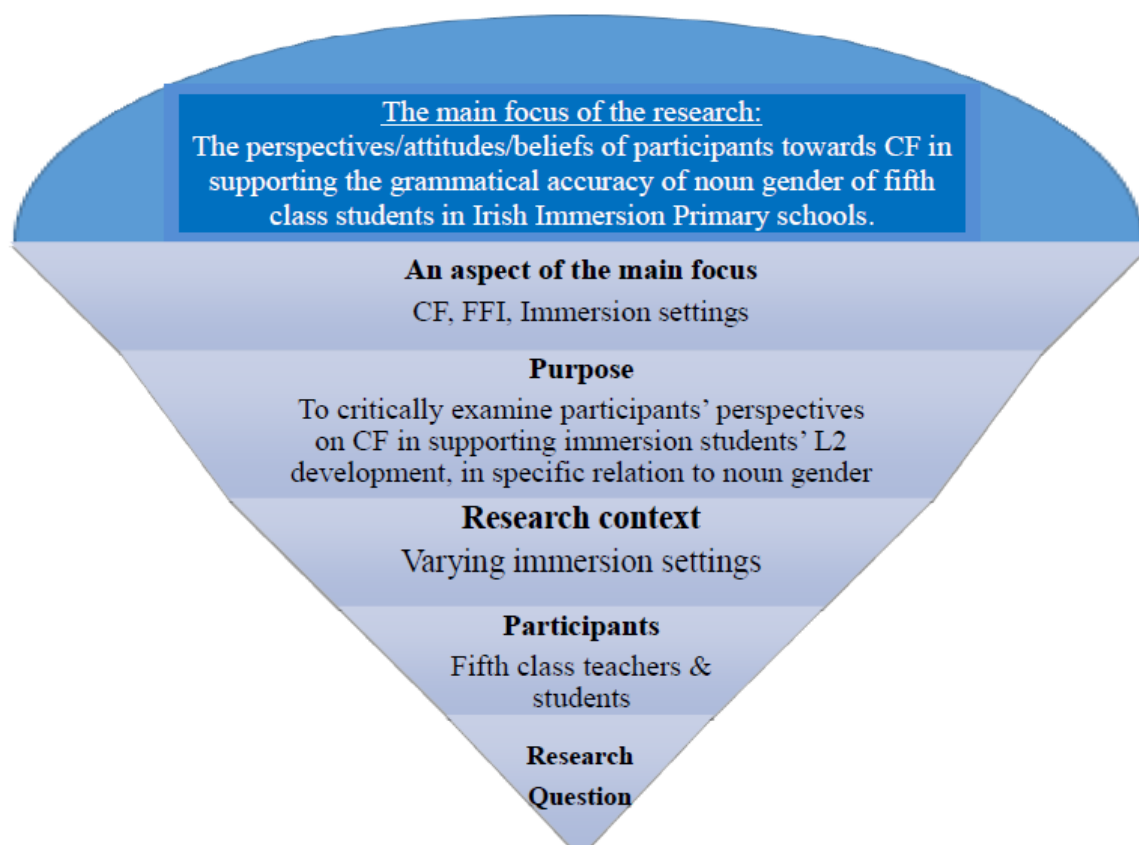 The main focus of the research:
The perspectives/attitudes/beliefs of participants towards CF in
supporting the grammatical accuracy of noun gender of fifth
class students in Irish Immersion Primary schools.
An aspect of the main focus
CF, FFI, Immersion settings
Purpose
To critically examine participants’ perspectives
on CF in supporting immersion students’ L2
development, in specific relation to noun gender
Research context
Varying immersion settings
Participants
Fifth class teachers &
students
Research
Question